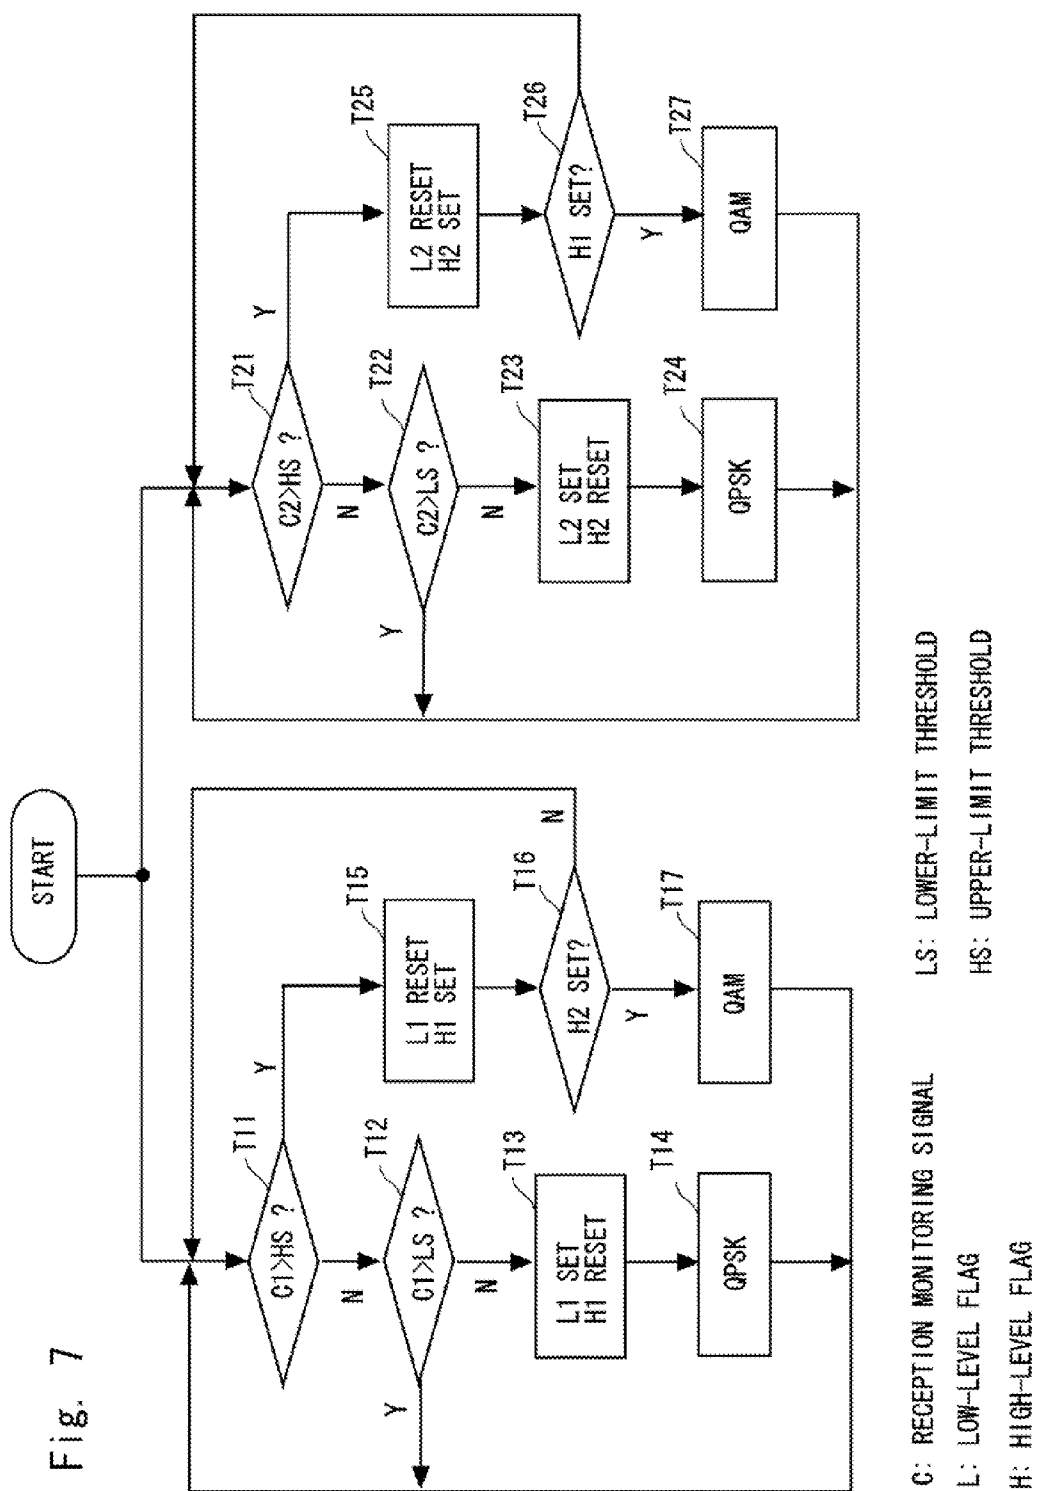 Fig. 7
START
T11
C1>HS ?
Y
N
T12
C1>LS ?
Y
N
T13
L1 SET
H1 RESET
T14
QPSK
T15
L1 RESET
H1 SET
T16
H2 SET?
N
Y
T17
QAM
T21
C2>HS ?
Y
N
T22
C2>LS ?
Y
N
T23
L2 SET
H2 RESET
T24
QPSK
T25
L2 RESET
H2 SET
T26
H1 SET?
Y
T27
QAM
C: RECEPTION MONITORING SIGNAL
L: LOW-LEVEL FLAG
H: HIGH-LEVEL FLAG
LS: LOWER-LIMIT THRESHOLD
HS: UPPER-LIMIT THRESHOLD